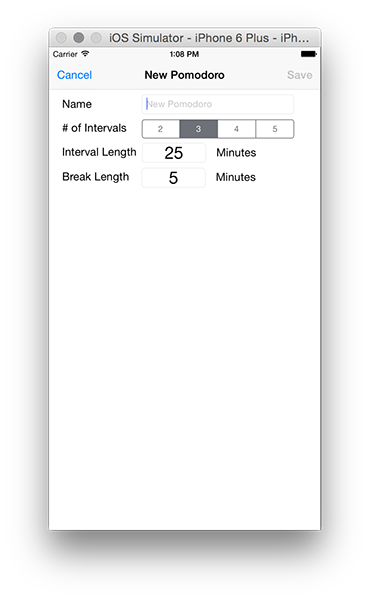 iOS Simulator - iPhone 6 Plus - iPh...
Carrier 1:08 PM
Cancel New Pomodoro Save
Name New Pomodoro
# of Intervals 2 3 4 5
Interval Length 25 Minutes
Break Length 5 Minutes